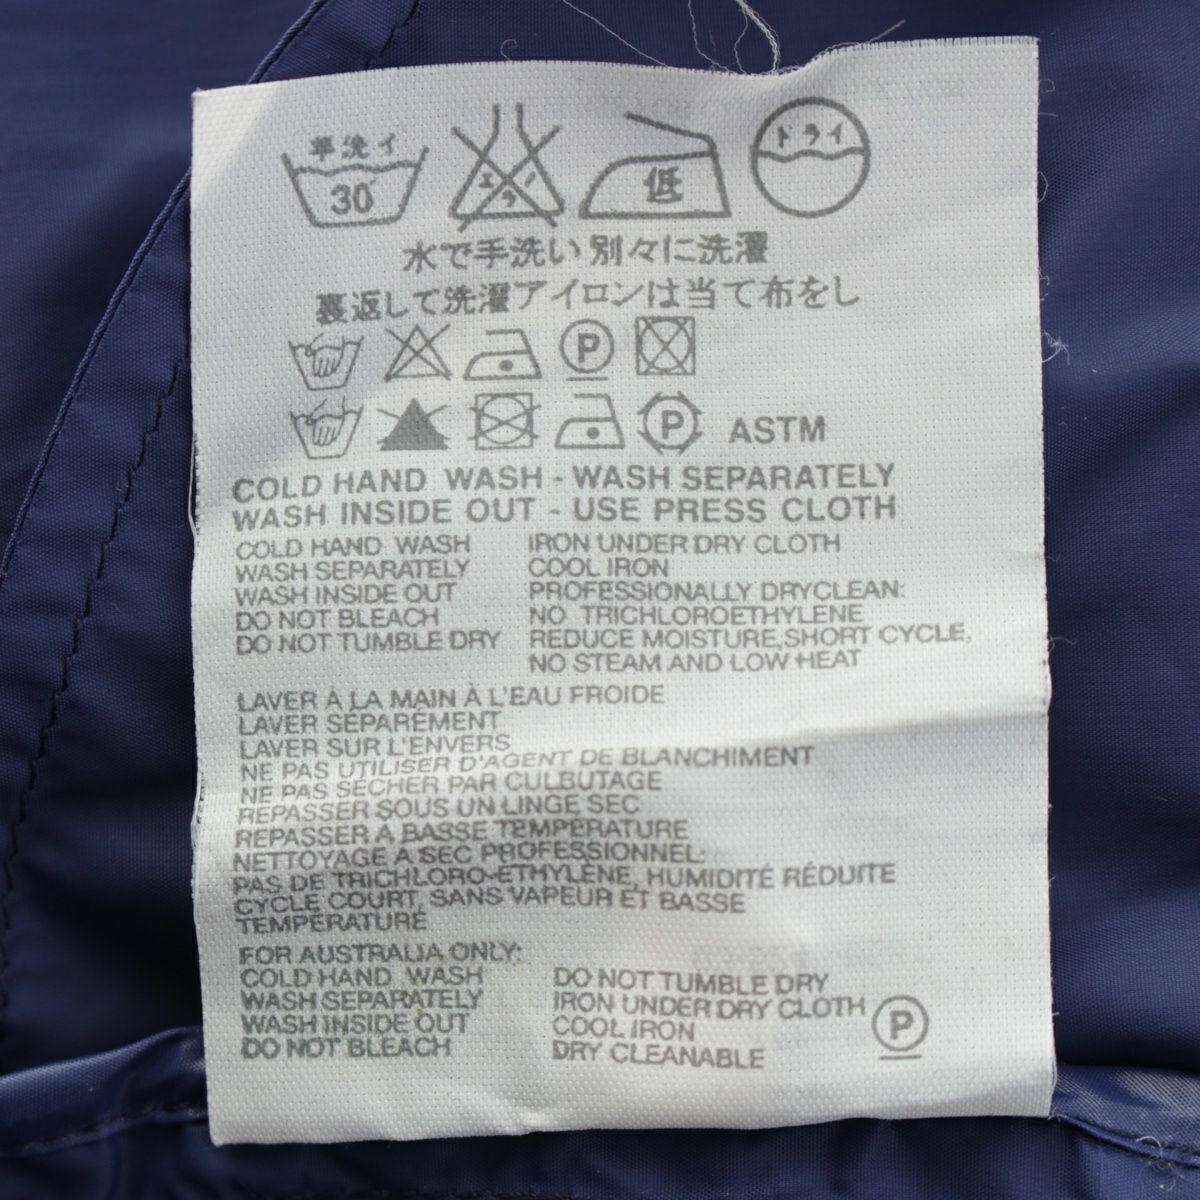 手洗イ 30 エンソ サラシ 低 ドライ
水で手洗い 別々に洗濯
裏返して洗濯アイロンは当て布をし
P
P ASTM
COLD HAND WASH - WASH SEPARATELY
WASH INSIDE OUT - USE PRESS CLOTH
COLD HAND WASH IRON UNDER DRY CLOTH
WASH SEPARATELY COOL IRON
WASH INSIDE OUT PROFESSIONALLY DRYCLEAN:
DO NOT BLEACH NO TRICHLOROETHYLENE
DO NOT TUMBLE DRY REDUCE MOISTURE,SHORT CYCLE,
NO STEAM AND LOW HEAT
LAVER À LA MAIN À L'EAU FROIDE
LAVER SÉPARÉMENT
LAVER SUR L'ENVERS
NE PAS UTILISER D'AGENT DE BLANCHIMENT
NE PAS SÉCHER PAR CULBUTAGE
REPASSER SOUS UN LINGE SEC
REPASSER A BASSE TEMPÉRATURE
NETTOYAGE A SEC PROFESSIONNEL:
PAS DE TRICHLORO-ETHYLÈNE, HUMIDITÉ RÉDUITE
CYCLE COURT, SANS VAPEUR ET BASSE
TEMPÉRATURE
FOR AUSTRALIA ONLY:
COLD HAND WASH DO NOT TUMBLE DRY
WASH SEPARATELY IRON UNDER DRY CLOTH
WASH INSIDE OUT COOL IRON P
DO NOT BLEACH DRY CLEANABLE